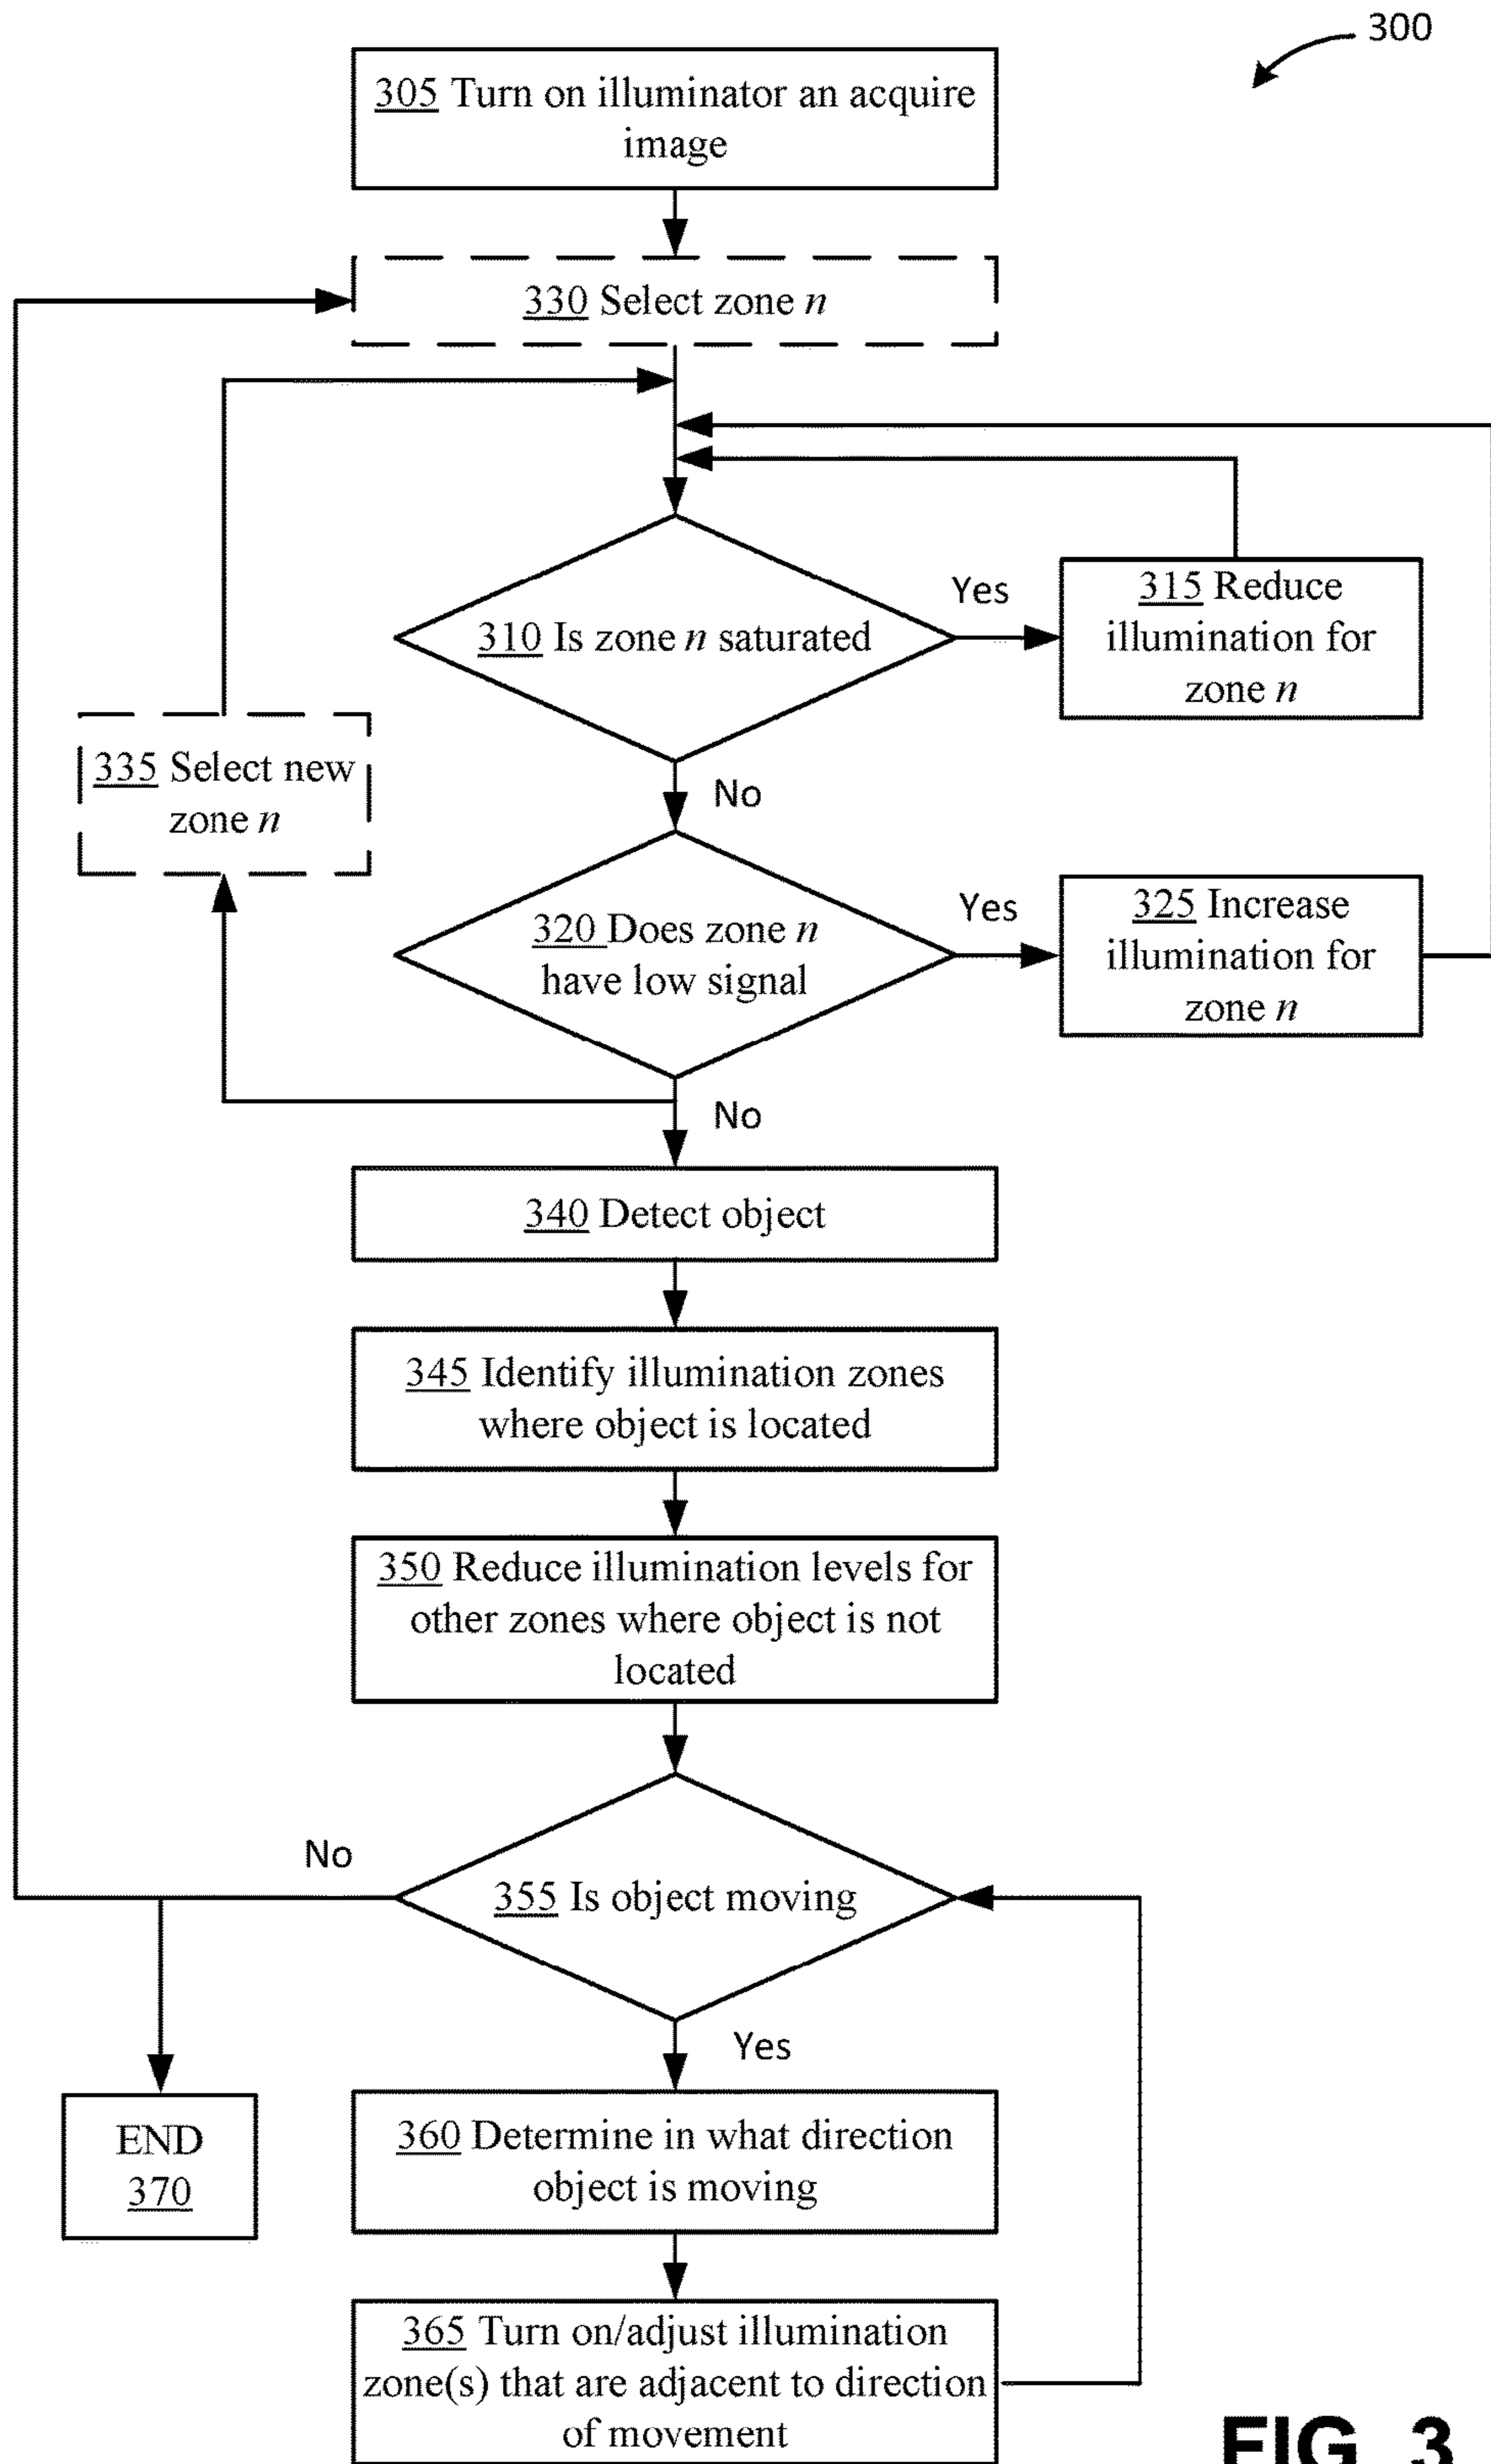 300
305 Turn on illuminator an acquire
image
330 Select zone n
310 Is zone n saturated
Yes
315 Reduce
illumination for
zone n
335 Select new
zone n
No
320 Does zone n
have low signal
Yes
325 Increase
illumination for
zone n
No
340 Detect object
345 Identify illumination zones
where object is located
350 Reduce illumination levels for
other zones where object is not
located
No
355 Is object moving
Yes
END
370
360 Determine in what direction
object is moving
365 Turn on/adjust illumination
zone(s) that are adjacent to direction
of movement
FIG. 3